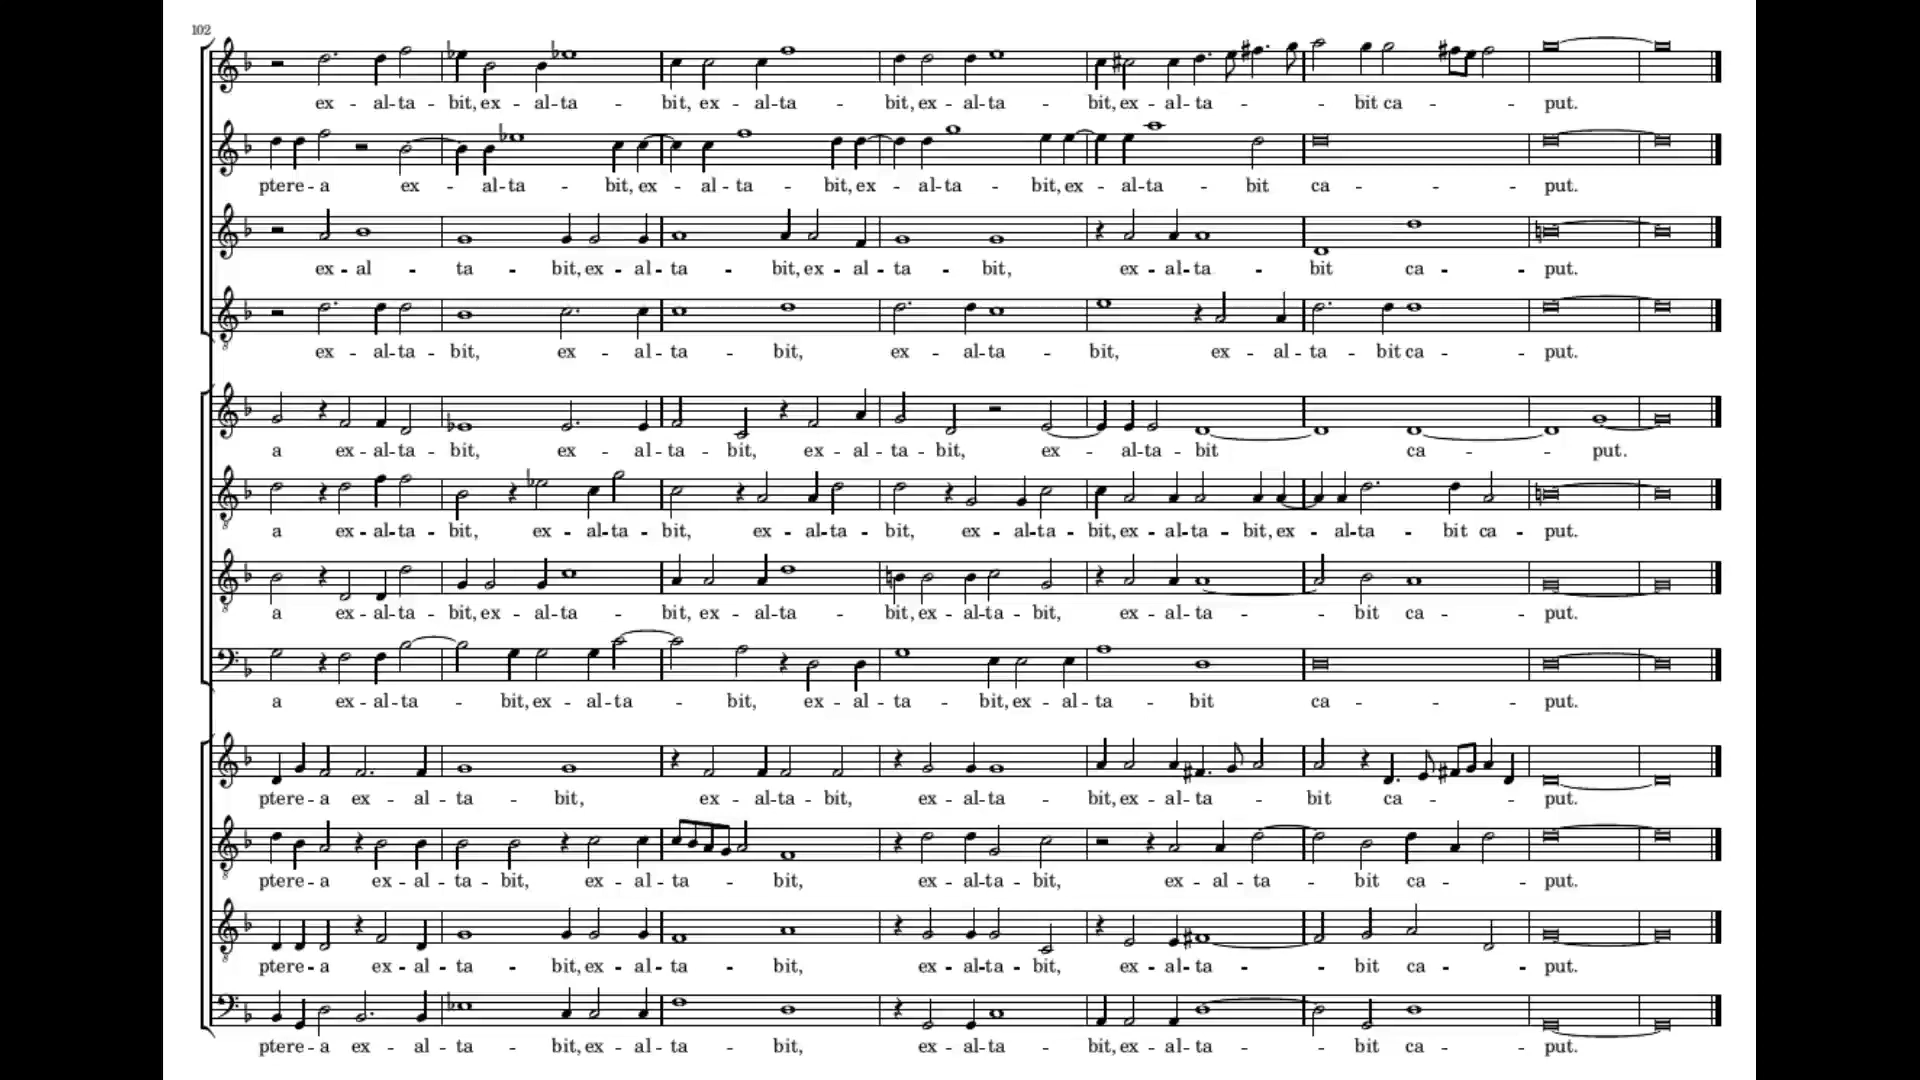 102
ex - al - ta - bit, ex - al - ta - bit, ex - al - ta - bit, ex - al - ta - bit, ex - al - ta - - - bit ca - - put.
ptere - a ex - al - ta - bit, ex - al - ta - bit, ex - al - ta - bit, ex - al - ta - bit ca - - put.
ex - al - ta - bit, ex - al - ta - bit, ex - al - ta - bit, ex - al - ta - bit ca - put.
ex - al - ta - bit, ex - al - ta - bit, ex - al - ta - bit, ex - al - ta - bit ca - put.
a ex - al - ta - bit, ex - al - ta - bit, ex - al - ta - bit, ex - al - ta - bit ca - - put.
a ex - al - ta - bit, ex - al - ta - bit, ex - al - ta - bit, ex - al - ta - bit, ex - al - ta - bit, ex - al - ta - bit ca - put.
a ex - al - ta - bit, ex - al - ta - bit, ex - al - ta - bit, ex - al - ta - bit, ex - al - ta - - bit ca - put.
a ex - al - ta - bit, ex - al - ta - bit, ex - al - ta - bit, ex - al - ta - bit ca - - put.
ptere - a ex - al - ta - bit, ex - al - ta - bit, ex - al - ta - bit, ex - al - ta - - bit ca - - - put.
ptere - a ex - al - ta - bit, ex - al - ta - - bit, ex - al - ta - bit, ex - al - ta - bit ca - - put.
ptere - a ex - al - ta - bit, ex - al - ta - bit, ex - al - ta - bit, ex - al - ta - - bit ca - - put.
ptere - a ex - al - ta - bit, ex - al - ta - bit, ex - al - ta - bit, ex - al - ta - - bit ca - - put.